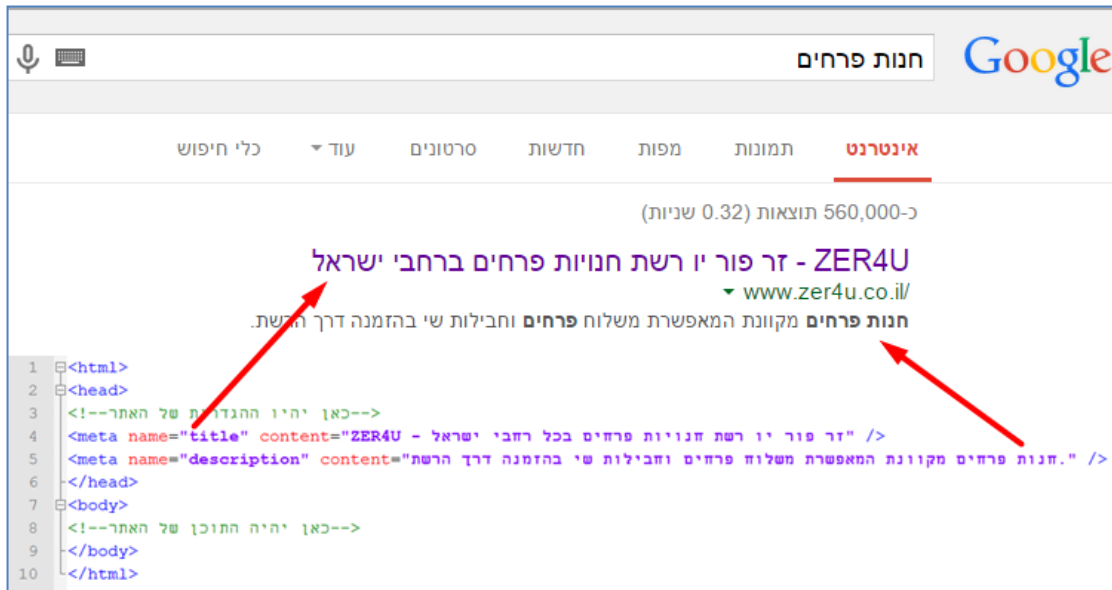 חנות פרחים
Google
אינטרנט תמונות מפות חדשות סרטונים עוד כלי חיפוש
כ-560,000 תוצאות (0.32 שניות)
ZER4U - זר פור יו רשת חנויות פרחים ברחבי ישראל
www.zer4u.co.il/
חנות פרחים מקוונת המאפשרת משלוח פרחים וחבילות שי בהזמנה דרך הרשת.
1 <html>
2 <head>
3 <!--כאן יהיו ההגדרות של האתר-->
4 <meta name="title" content="ZER4U - זר פור יו רשת חנויות פרחים בכל רחבי ישראל" />
5 <meta name="description" content="חנות פרחים מקוונת המאפשרת משלוח פרחים וחבילות שי בהזמנה דרך הרשת." />
6 </head>
7 <body>
8 <!--כאן יהיה התוכן של האתר-->
9 </body>
10 </html>